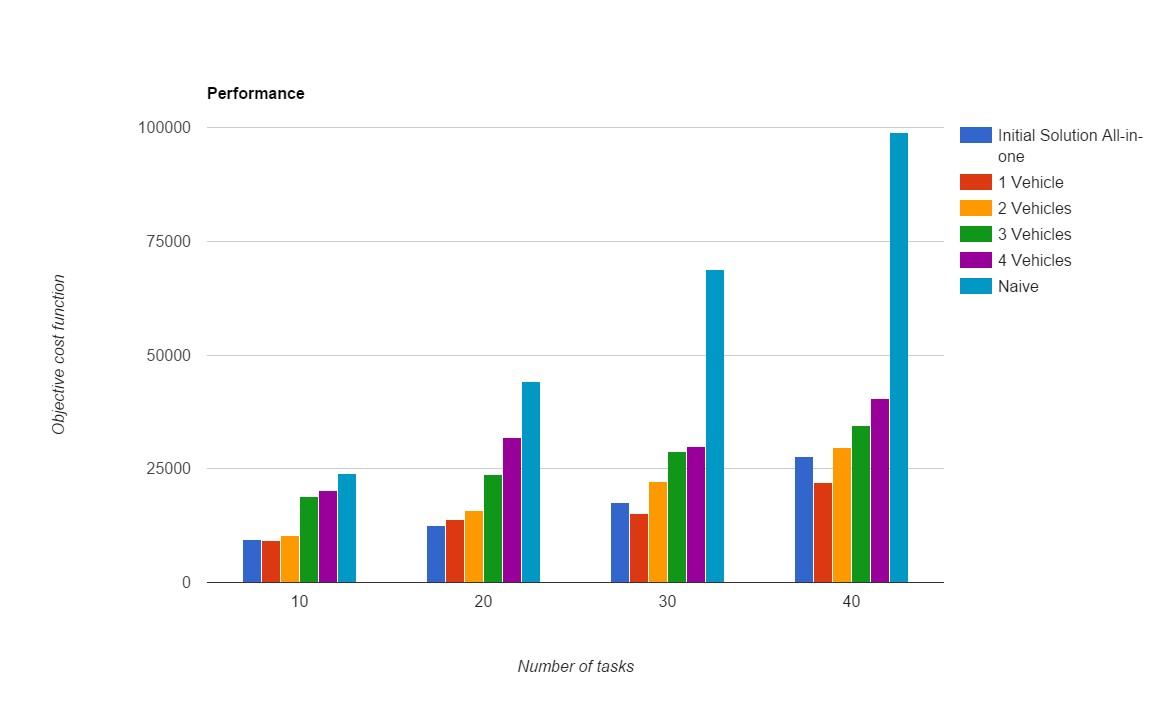 Performance
100000
75000
50000
25000
0
Objective cost function
10 20 30 40
Number of tasks
Initial Solution All-in-
one
1 Vehicle
2 Vehicles
3 Vehicles
4 Vehicles
Naive